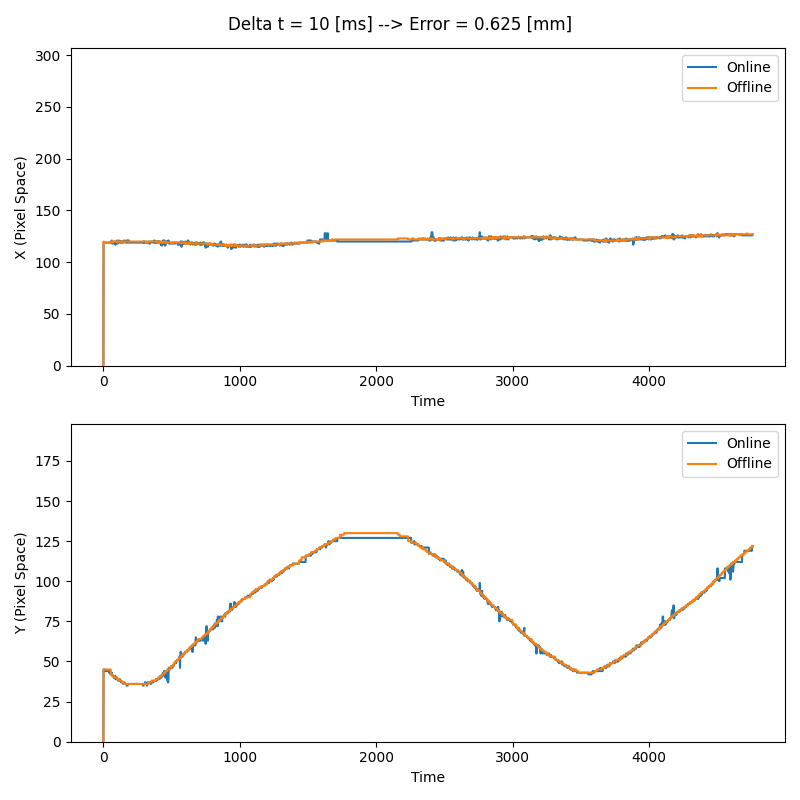 Delta t = 10 [ms] --> Error = 0.625 [mm]
300
250
200
150
100
50
0
X (Pixel Space)
Online
Offline
0
1000
2000
3000
4000
Time
175
150
125
100
75
50
25
0
Y (Pixel Space)
Online
Offline
0
1000
2000
3000
4000
Time